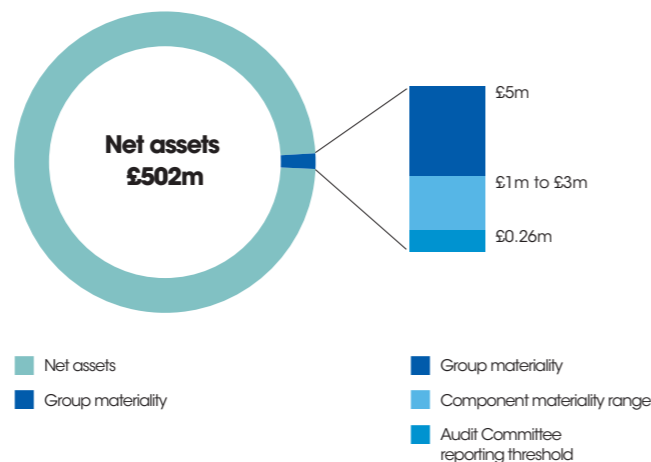 Net assets
£502m
£5m
£1m to £3m
£0.26m
Net assets
Group materiality
Group materiality
Component materiality range
Audit Committee
reporting threshold